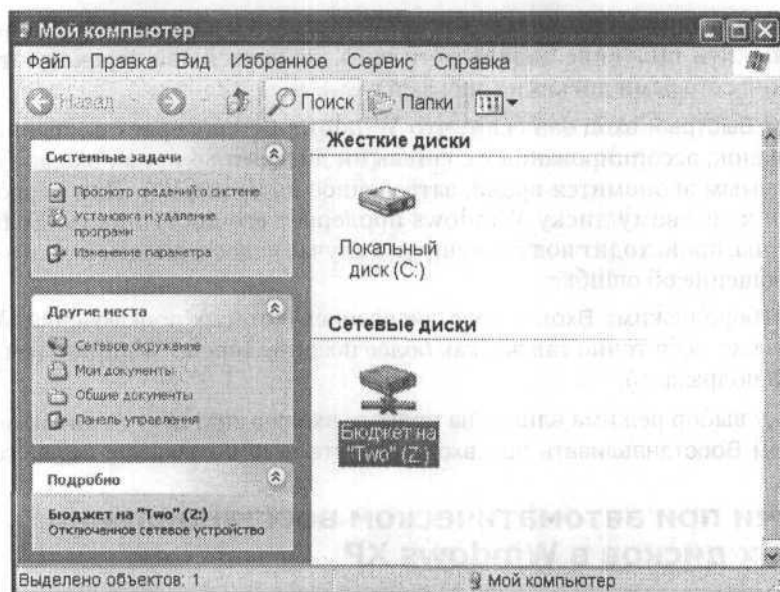 Мой компьютер
Файл Правка Вид Избранное Сервис Справка
Назад Поиск Папки
Системные задачи
Просмотр сведений о системе
Установка и удаление
программ
Изменение параметра
Другие места
Сетевое окружение
Мои документы
Общие документы
Панель управления
Подробно
Бюджет на "Two" (Z:)
Отключенное сетевое устройство
Жесткие диски
Локальный
диск (C:)
Сетевые диски
Бюджет на
"Two" (Z:)
Выделено объектов: 1
Мой компьютер